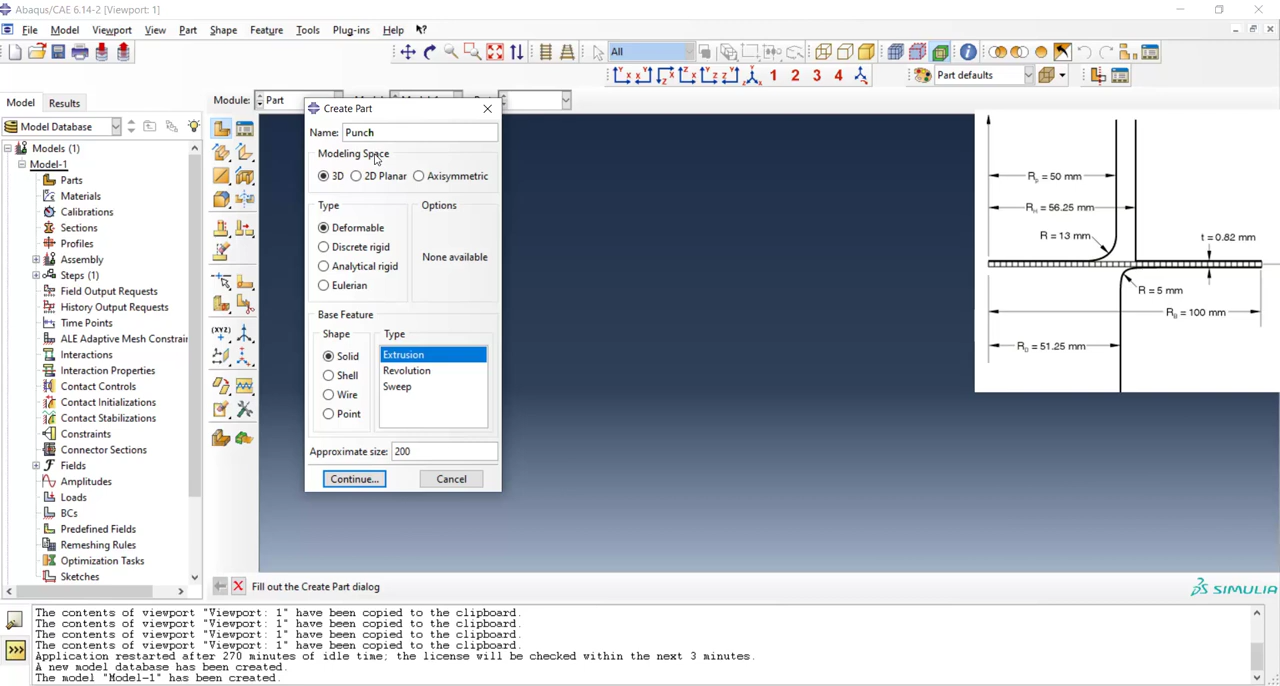 Abaqus/CAE 6.14-2 [Viewport: 1]
File Model Viewport View Part Shape Feature Tools Plug-ins Help
All
1 2 3 4
Part defaults
Model Results
Module: Part
Create Part
Name: Punch
Modeling Space
3D 2D Planar Axisymmetric
Type
Deformable
Discrete rigid
Analytical rigid
Eulerian
Options
None available
Base Feature
Shape
Solid
Shell
Wire
Point
Type
Extrusion
Revolution
Sweep
Approximate size: 200
Continue... Cancel
Model Database
Models (1)
Model-1
Parts
Materials
Calibrations
Sections
Profiles
Assembly
Steps (1)
Field Output Requests
History Output Requests
Time Points
ALE Adaptive Mesh Constrain
Interactions
Interaction Properties
Contact Controls
Contact Initializations
Contact Stabilizations
Constraints
Connector Sections
Fields
Amplitudes
Loads
BCs
Predefined Fields
Remeshing Rules
Optimization Tasks
Sketches
(XYZ)
= 50 mm
= 56.25 mm
R = 13 mm
t = 0.82 mm
R = 5 mm
= 100 mm
= 51.25 mm
Fill out the Create Part dialog
SIMULIA
The contents of viewport "Viewport: 1" have been copied to the clipboard.
The contents of viewport "Viewport: 1" have been copied to the clipboard.
The contents of viewport "Viewport: 1" have been copied to the clipboard.
The contents of viewport "Viewport: 1" have been copied to the clipboard.
Application restarted after 270 minutes of idle time; the license will be checked within the next 3 minutes.
A new model database has been created.
The model "Model-1" has been created.